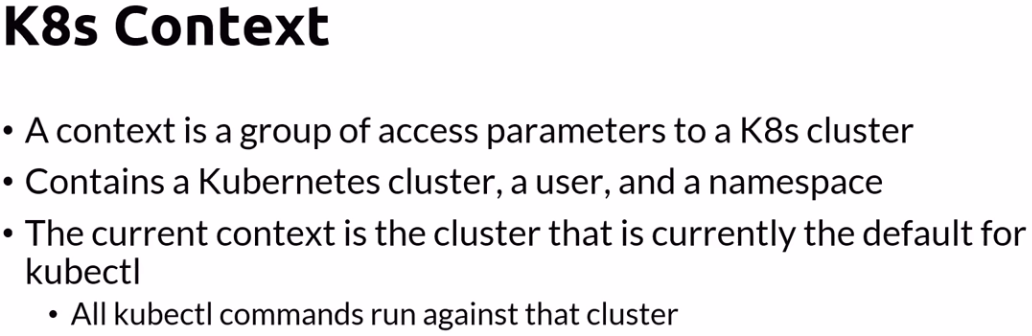 K8s Context
• A context is a group of access parameters to a K8s cluster
• Contains a Kubernetes cluster, a user, and a namespace
• The current context is the cluster that is currently the default for
kubectl
• All kubectl commands run against that cluster